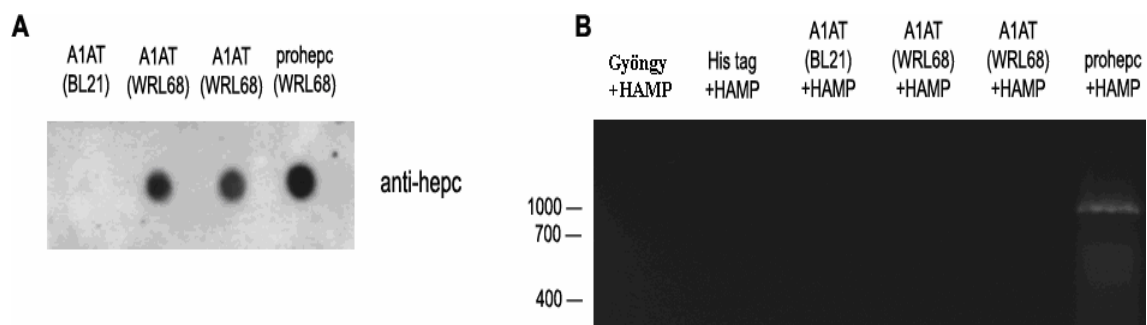 A
A1AT A1AT A1AT prohepc
(BL21) (WRL68) (WRL68) (WRL68)
anti-hepc
B
A1AT A1AT A1AT
Gyöngy His tag (BL21) (WRL68) (WRL68) prohepc
+HAMP +HAMP +HAMP +HAMP +HAMP +HAMP
1000 –
700 –
400 –